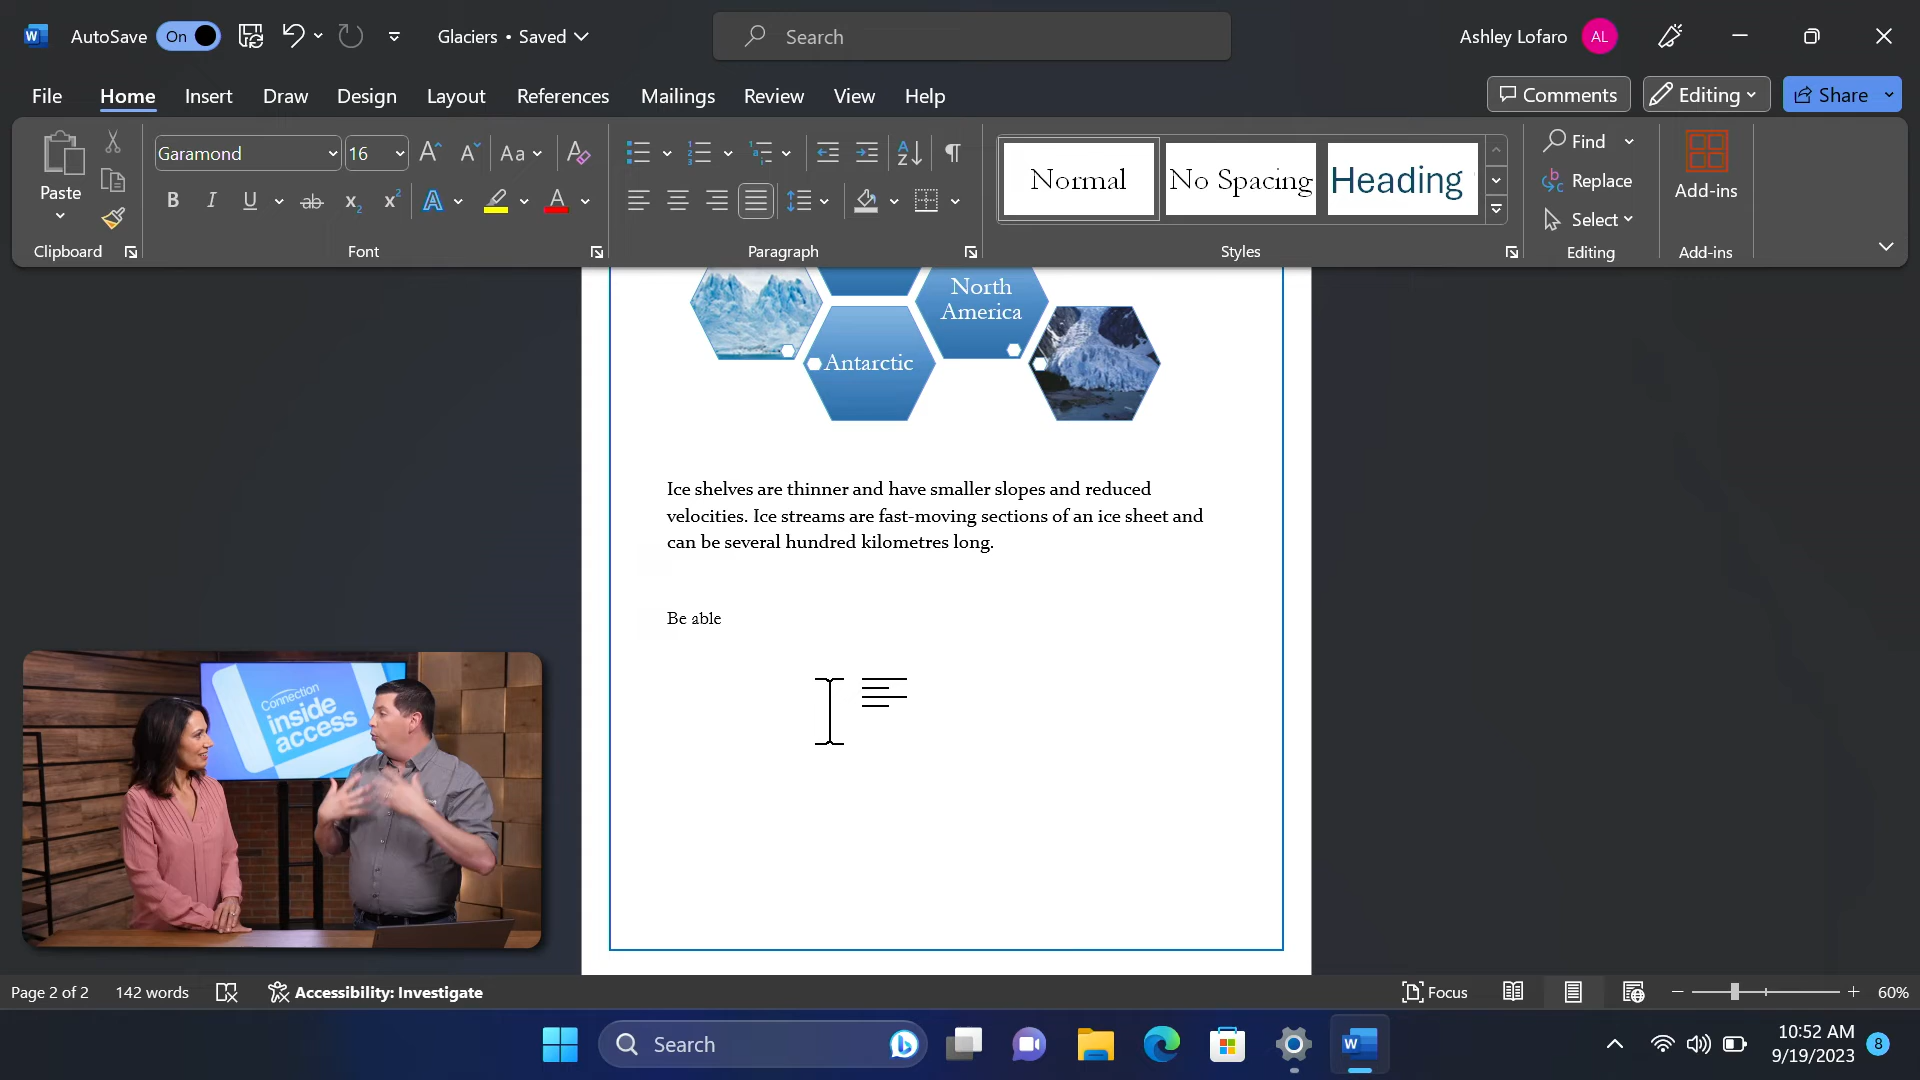 AutoSave On Glaciers • Saved Search Ashley Lofaro AL
File Home Insert Draw Design Layout References Mailings Review View Help Comments Editing Share
Paste
Clipboard
Garamond 16 Aa
B I U ab x₂ x² A A
Font
Paragraph
Normal No Spacing Heading
Styles
Find
Replace
Select
Editing
Add-ins
Add-ins
North
America
Antarctic
Ice shelves are thinner and have smaller slopes and reduced
velocities. Ice streams are fast-moving sections of an ice sheet and
can be several hundred kilometres long.
Be able
Connection
inside
access
Page 2 of 2 142 words Accessibility: Investigate Focus 60%
Search
10:52 AM
9/19/2023
8